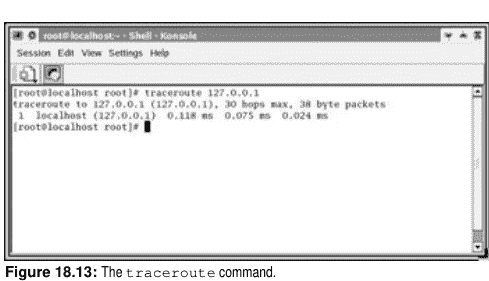 root@localhost:~ - Shell - Konsole
Session Edit View Settings Help
[root@localhost root]# traceroute 127.0.0.1
traceroute to 127.0.0.1 (127.0.0.1), 30 hops max, 38 byte packets
1 localhost (127.0.0.1) 0.118 ms 0.075 ms 0.024 ms
[root@localhost root]#
Figure 18.13: The traceroute command.